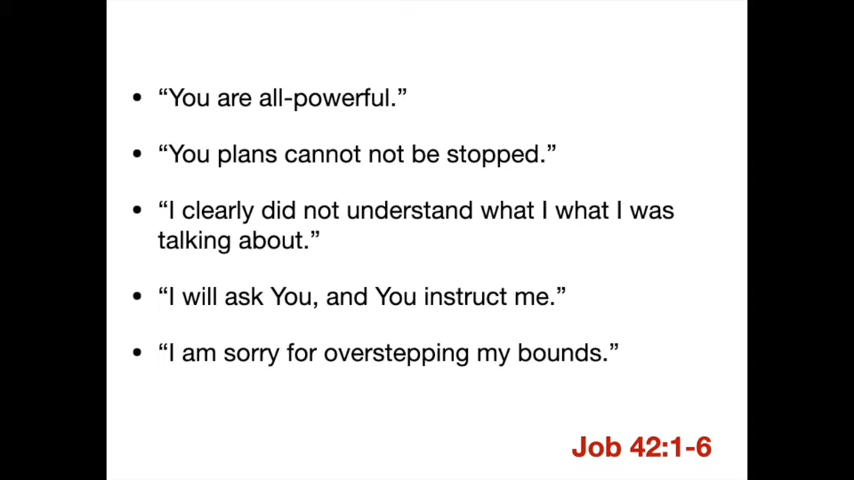 • “You are all-powerful.”
• “You plans cannot not be stopped.”
• “I clearly did not understand what I what I was
talking about.”
• “I will ask You, and You instruct me.”
• “I am sorry for overstepping my bounds.”
Job 42:1-6